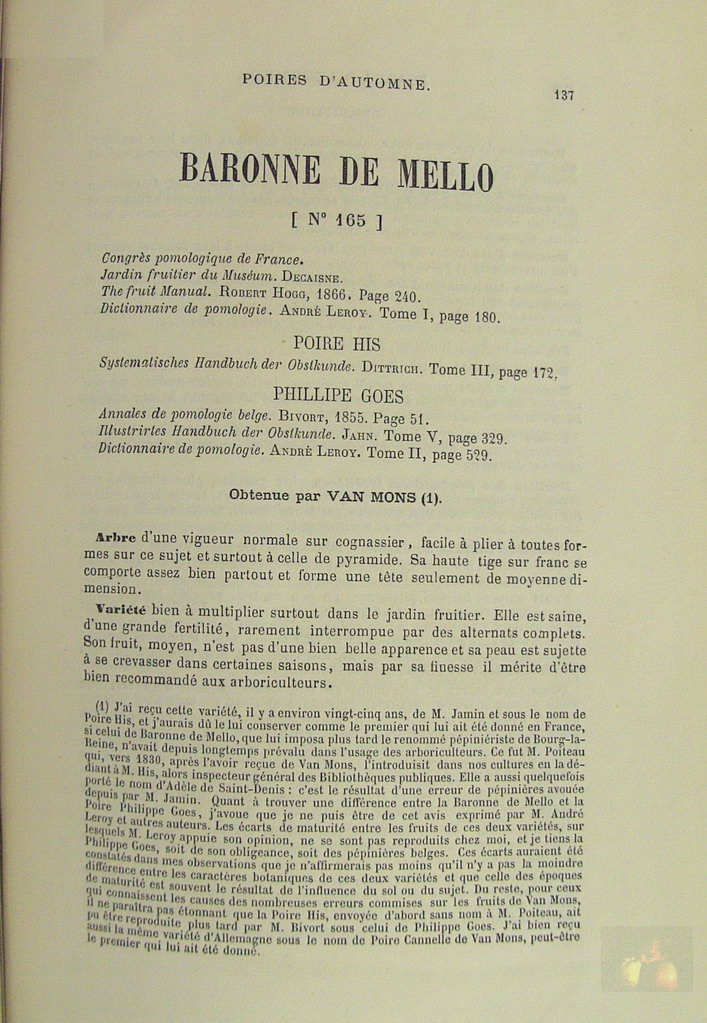 POIRES D'AUTOMNE.
137
BARONNE DE MELLO
[ N° 165 ]
Congrès pomologique de France.
Jardin fruitier du Muséum. DECAISNE.
The fruit Manual. ROBERT HOGG, 1866. Page 240.
Dictionnaire de pomologie. ANDRÉ LEROY. Tome I, page 180.
POIRE HIS
Systematisches Handbuch der Obstkunde. DITTRICH. Tome III, page 172.
PHILLIPE GOES
Annales de pomologie belge. BIVORT, 1855. Page 51.
Illustrirtes Handbuch der Obstkunde. JAHN. Tome V, page 329.
Dictionnaire de pomologie. ANDRÉ LEROY. Tome II, page 529.
Obtenue par VAN MONS (1).
Arbre d'une vigueur normale sur cognassier, facile à plier à toutes for-
mes sur ce sujet et surtout à celle de pyramide. Sa haute tige sur franc se
comporte assez bien partout et forme une tête seulement de moyenne di-
mension.
Variété bien à multiplier surtout dans le jardin fruitier. Elle est saine,
d'une grande fertilité, rarement interrompue par des alternats complets.
Son fruit, moyen, n'est pas d'une bien belle apparence et sa peau est sujette
à se crevasser dans certaines saisons, mais par sa finesse il mérite d'être
bien recommandé aux arboriculteurs.
(1) J'ai reçu cette variété, il y a environ vingt-cinq ans, de M. Jamin et sous le nom de
Poire His, et j'aurais dû le lui conserver comme le premier qui lui ait été donné en France,
si celui de Baronne de Mello, que lui imposa plus tard le renommé pépiniériste de Bourg-la-
Reine, n'avait depuis longtemps prévalu dans l'usage des arboriculteurs. Ce fut M. Poiteau
qui, vers 1830, après l'avoir reçue de Van Mons, l'introduisit dans nos cultures en la dé-
diant à M. His, alors inspecteur général des Bibliothèques publiques. Elle a aussi quelquefois
porté le nom d'Adèle de Saint-Denis : c'est le résultat d'une erreur de pépinières avouée
depuis par M. Jamin. Quant à trouver une différence entre la Baronne de Mello et la
Poire Philippe Goes, j'avoue que je ne puis être de cet avis exprimé par M. André
Leroy et autres auteurs. Les écarts de maturité entre les fruits de ces deux variétés, sur
lesquels M. Leroy appuie son opinion, ne se sont pas reproduits chez moi, et je tiens la
Philippe Goes, soit de son obligeance, soit des pépinières belges. Ces écarts auraient été
constatés dans mes observations que je n'affirmerais pas moins qu'il n'y a pas la moindre
différence entre les caractères botaniques de ces deux variétés et que celle des époques
de maturité est souvent le résultat de l'influence du sol ou du sujet. Du reste, pour ceux
qui connaissent les causes des nombreuses erreurs commises sur les fruits de Van Mons,
il ne paraîtra pas étonnant que la Poire His, envoyée d'abord sans nom à M. Poiteau, ait
pu être reproduite plus tard par M. Bivort sous celui de Philippe Goes. J'ai bien reçu
aussi la même variété d'Allemagne sous le nom de Poire Cannelle de Van Mons, peut-être
le premier qui lui ait été donné.